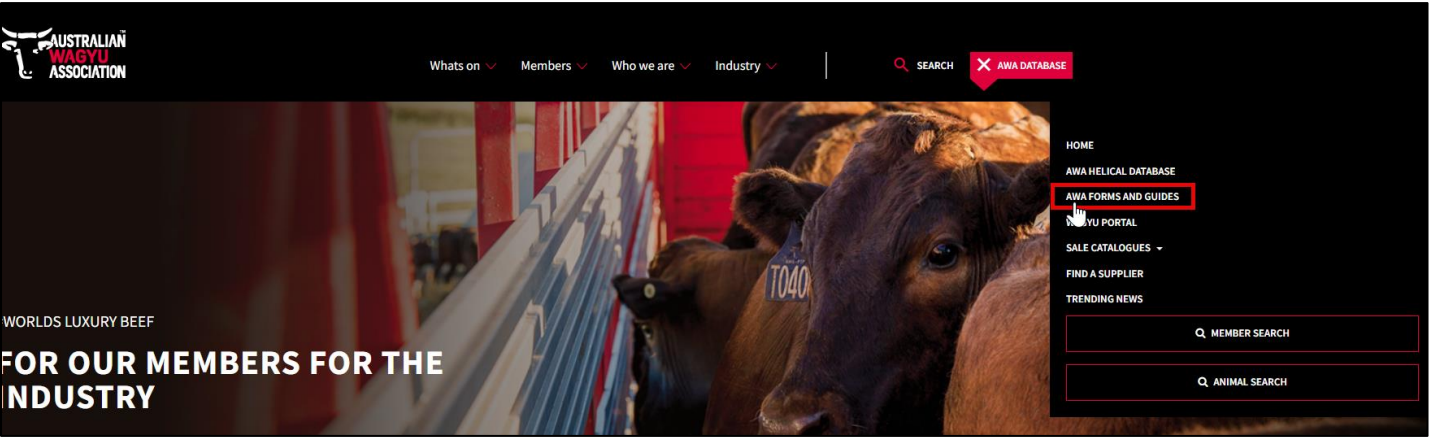 AUSTRALIAN
WAGYU
ASSOCIATION
Whats on
Members
Who we are
Industry
SEARCH
AWA DATABASE
HOME
AWA HELICAL DATABASE
AWA FORMS AND GUIDES
WAGYU PORTAL
SALE CATALOGUES
FIND A SUPPLIER
TRENDING NEWS
MEMBER SEARCH
ANIMAL SEARCH
T040
WORLDS LUXURY BEEF
FOR OUR MEMBERS FOR THE
INDUSTRY